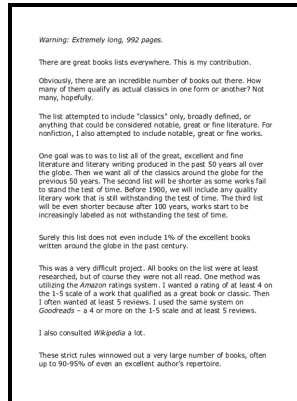 Warning: Extremely long, 992 pages.
There are great books lists everywhere. This is my contribution.
Obviously, there are an incredible number of books out there. How
many of them qualify as actual classics in one form or another? Not
many, hopefully.
The list attempted to include "classics" only, broadly defined, or
anything that could be considered notable, great or fine literature. For
nonfiction, I also attempted to include notable, great or fine works.
One goal was to was to list all of the great, excellent and fine
literature and literary writing produced in the past 50 years all over
the globe. Then we want all of the classics around the globe for the
previous 50 years. The second list will be shorter as some works fail
to stand the test of time. Before 1900, we will include any quality
literary work that is still withstanding the test of time. The third list
will be even shorter because after 100 years, works start to be
increasingly labeled as not withstanding the test of time.
Surely this list does not even include 1% of the excellent books
written around the globe in the past century.
This was a very difficult project. All books on the list were at least
researched, but of course they were not all read. One method was
utilizing the Amazon ratings system. I wanted a rating of at least 4 on
the 1-5 scale of a work that qualified as a great book or classic. Then
I often wanted at least 5 reviews. I used the same system on
Goodreads – a 4 or more on the 1-5 scale and at least 5 reviews.
I also consulted Wikipedia a lot.
These strict rules winnowed out a very large number of books, often
up to 90-95% of even an excellent author's repertoire.